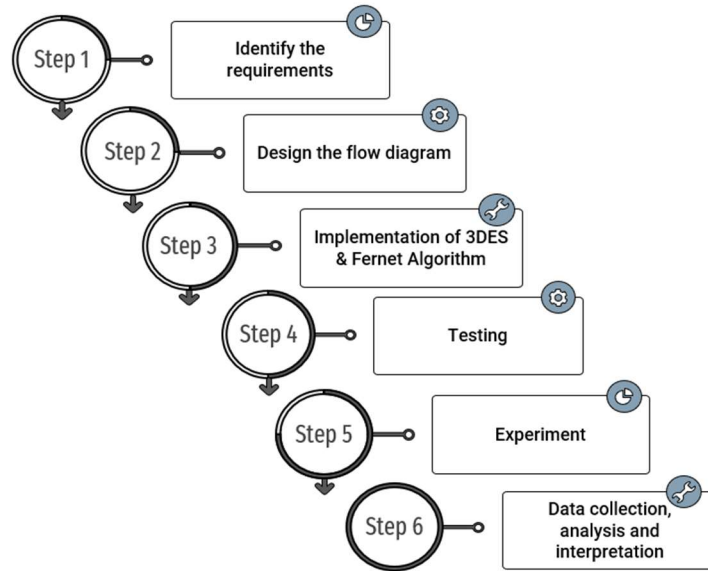 Step 1
Identify the
requirements
Step 2
Design the flow diagram
Step 3
Implementation of 3DES
& Fernet Algorithm
Step 4
Testing
Step 5
Experiment
Step 6
Data collection,
analysis and
interpretation